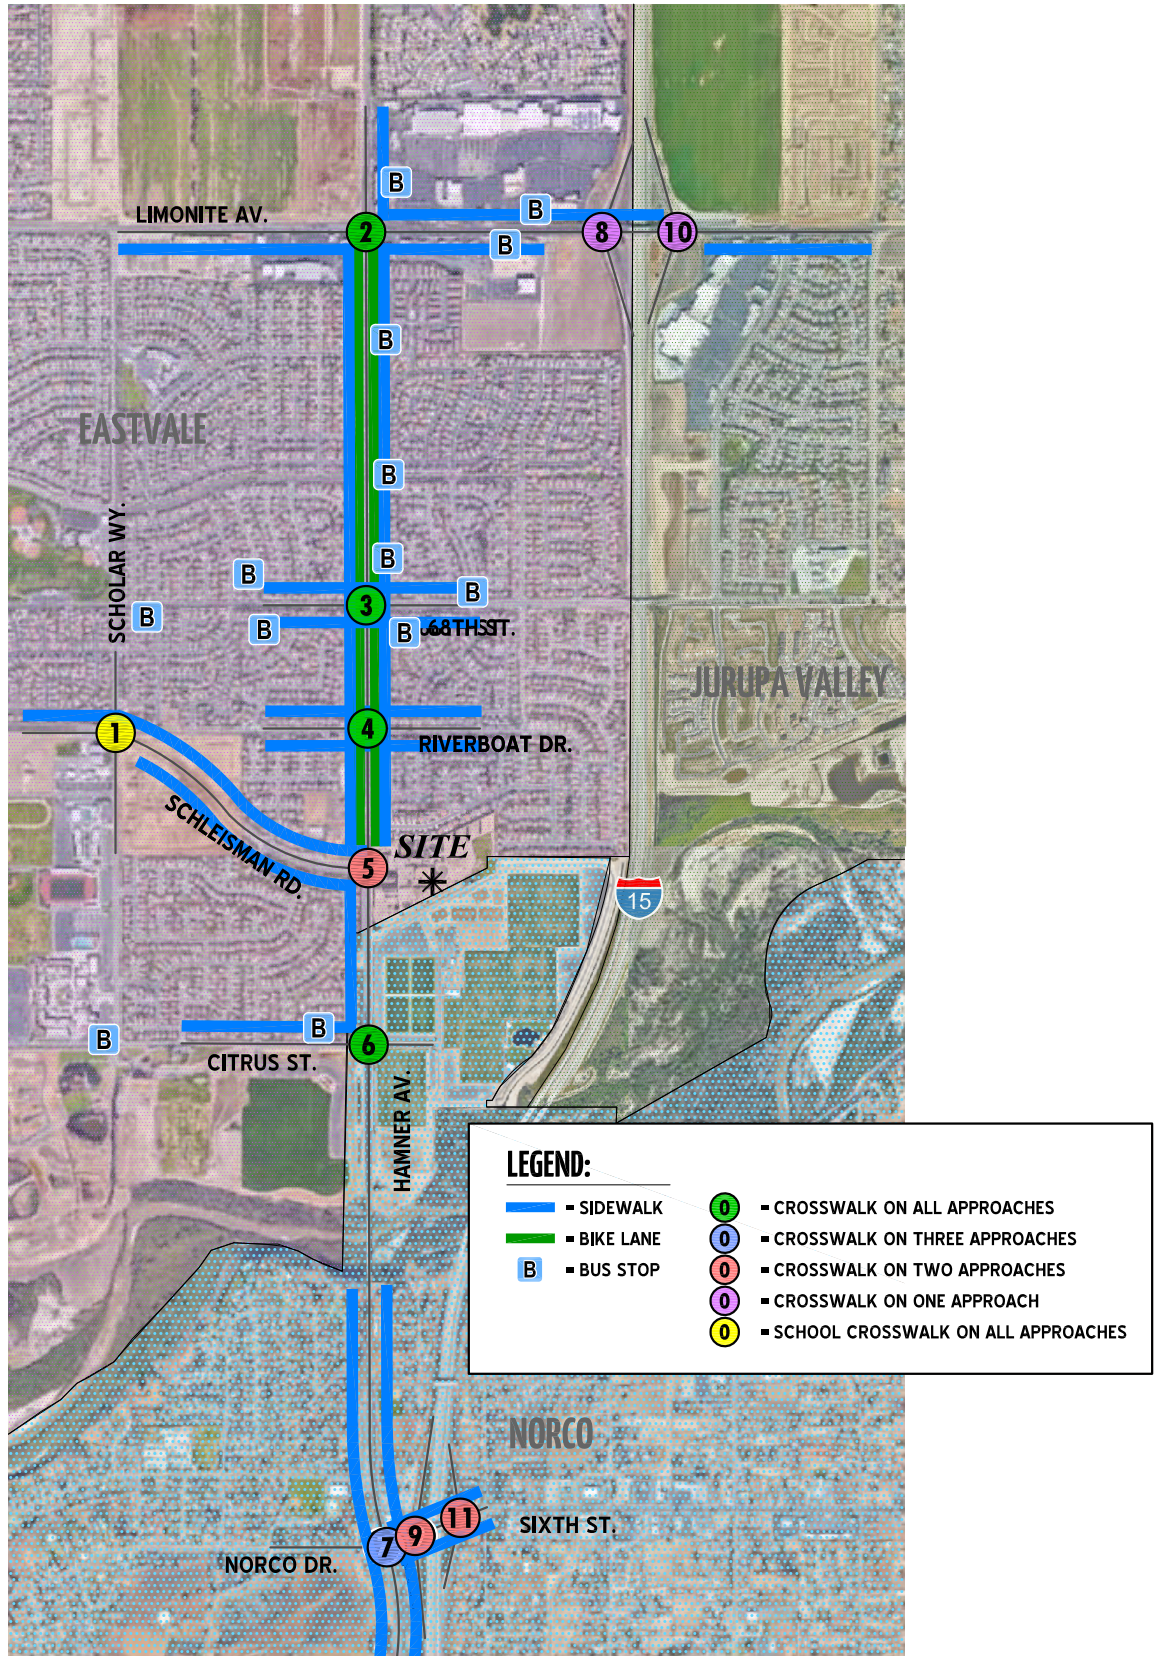 B
LIMONITE AV.
B
2
8
10
B
B
EASTVALE
B
SCHOLAR WY.
B
B
B
3
B
B
B
68TH ST.
JURUPA VALLEY
1
4
RIVERBOAT DR.
SCHLEISMAN RD.
SITE
5
15
B
B
6
CITRUS ST.
HAMNER AV.
LEGEND:
= SIDEWALK
= BIKE LANE
B = BUS STOP
0 = CROSSWALK ON ALL APPROACHES
0 = CROSSWALK ON THREE APPROACHES
0 = CROSSWALK ON TWO APPROACHES
0 = CROSSWALK ON ONE APPROACH
0 = SCHOOL CROSSWALK ON ALL APPROACHES
NORCO
11
9
7
SIXTH ST.
NORCO DR.